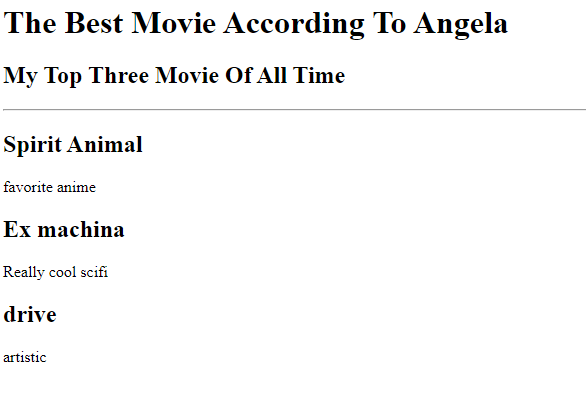 The Best Movie According To Angela
My Top Three Movie Of All Time
Spirit Animal
favorite anime
Ex machina
Really cool scifi
drive
artistic